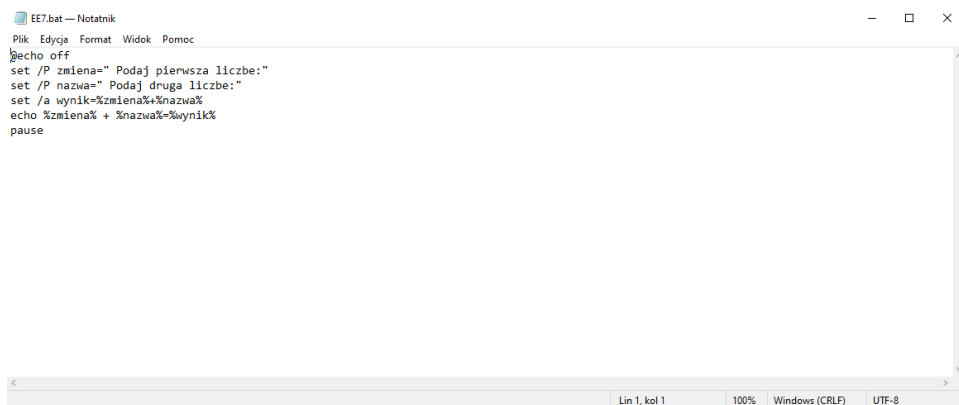 EE7.bat — Notatnik
Plik Edycja Format Widok Pomoc
@echo off
set /P zmiena=" Podaj pierwsza liczbe:"
set /P nazwa=" Podaj druga liczbe:"
set /a wynik=%zmiena%+%nazwa%
echo %zmiena% + %nazwa%=%wynik%
pause
Lin 1, kol 1 100% Windows (CRLF) UTF-8